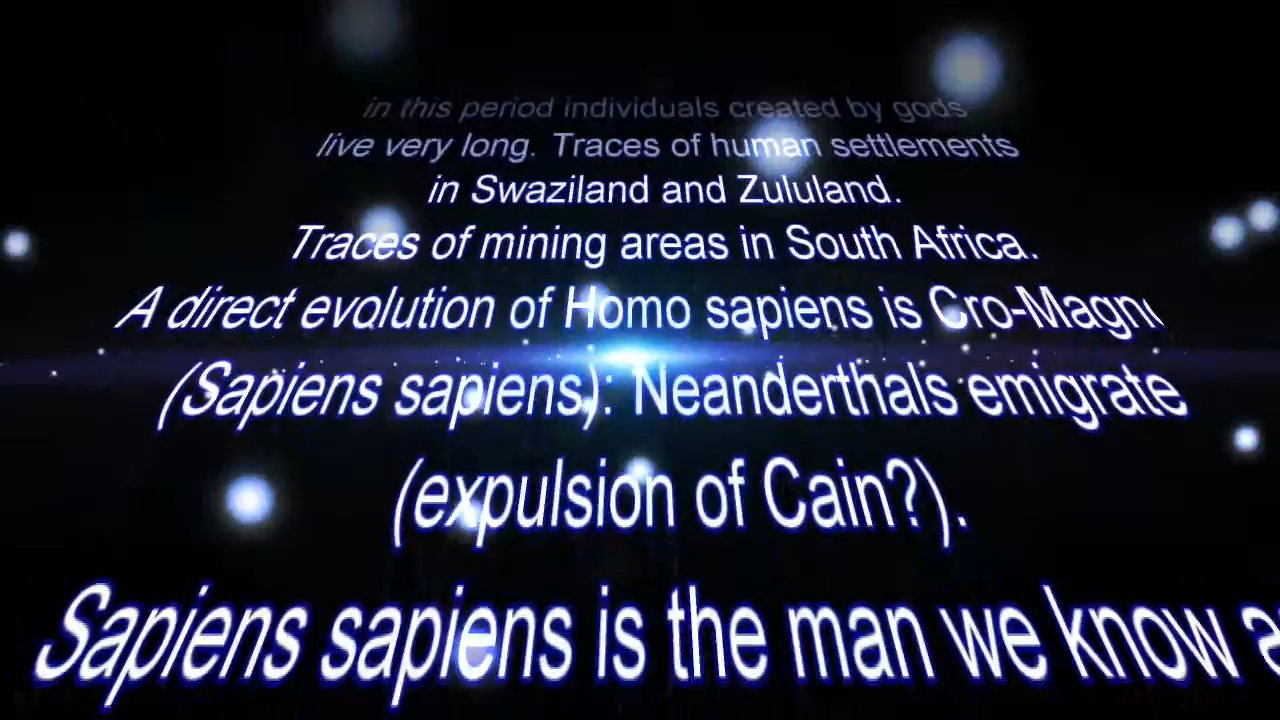 in this period individuals created by gods
live very long. Traces of human settlements
in Swaziland and Zululand.
Traces of mining areas in South Africa.
A direct evolution of Homo sapiens is
(Sapiens sapiens): Neanderthals emigrate
(expulsion of Cain?).
Sapiens sapiens is the man we know